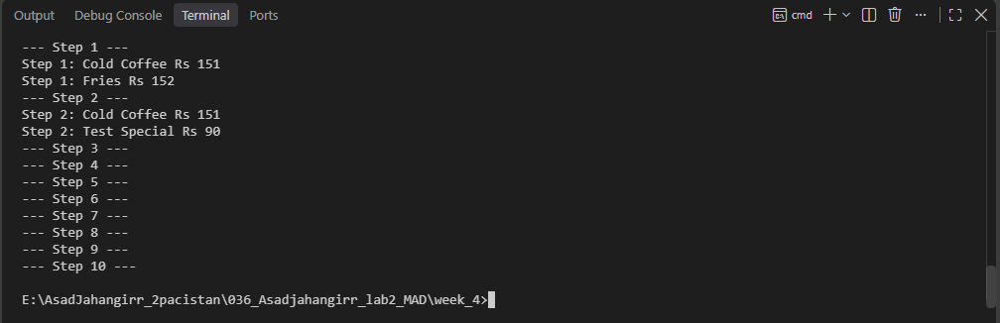 Output Debug Console Terminal Ports cmd
--- Step 1 ---
Step 1: Cold Coffee Rs 151
Step 1: Fries Rs 152
--- Step 2 ---
Step 2: Cold Coffee Rs 151
Step 2: Test Special Rs 90
--- Step 3 ---
--- Step 4 ---
--- Step 5 ---
--- Step 6 ---
--- Step 7 ---
--- Step 8 ---
--- Step 9 ---
--- Step 10 ---
E:\AsadJahangirr_2pacistan\036_Asadjahangirr_lab2_MAD\week_4>